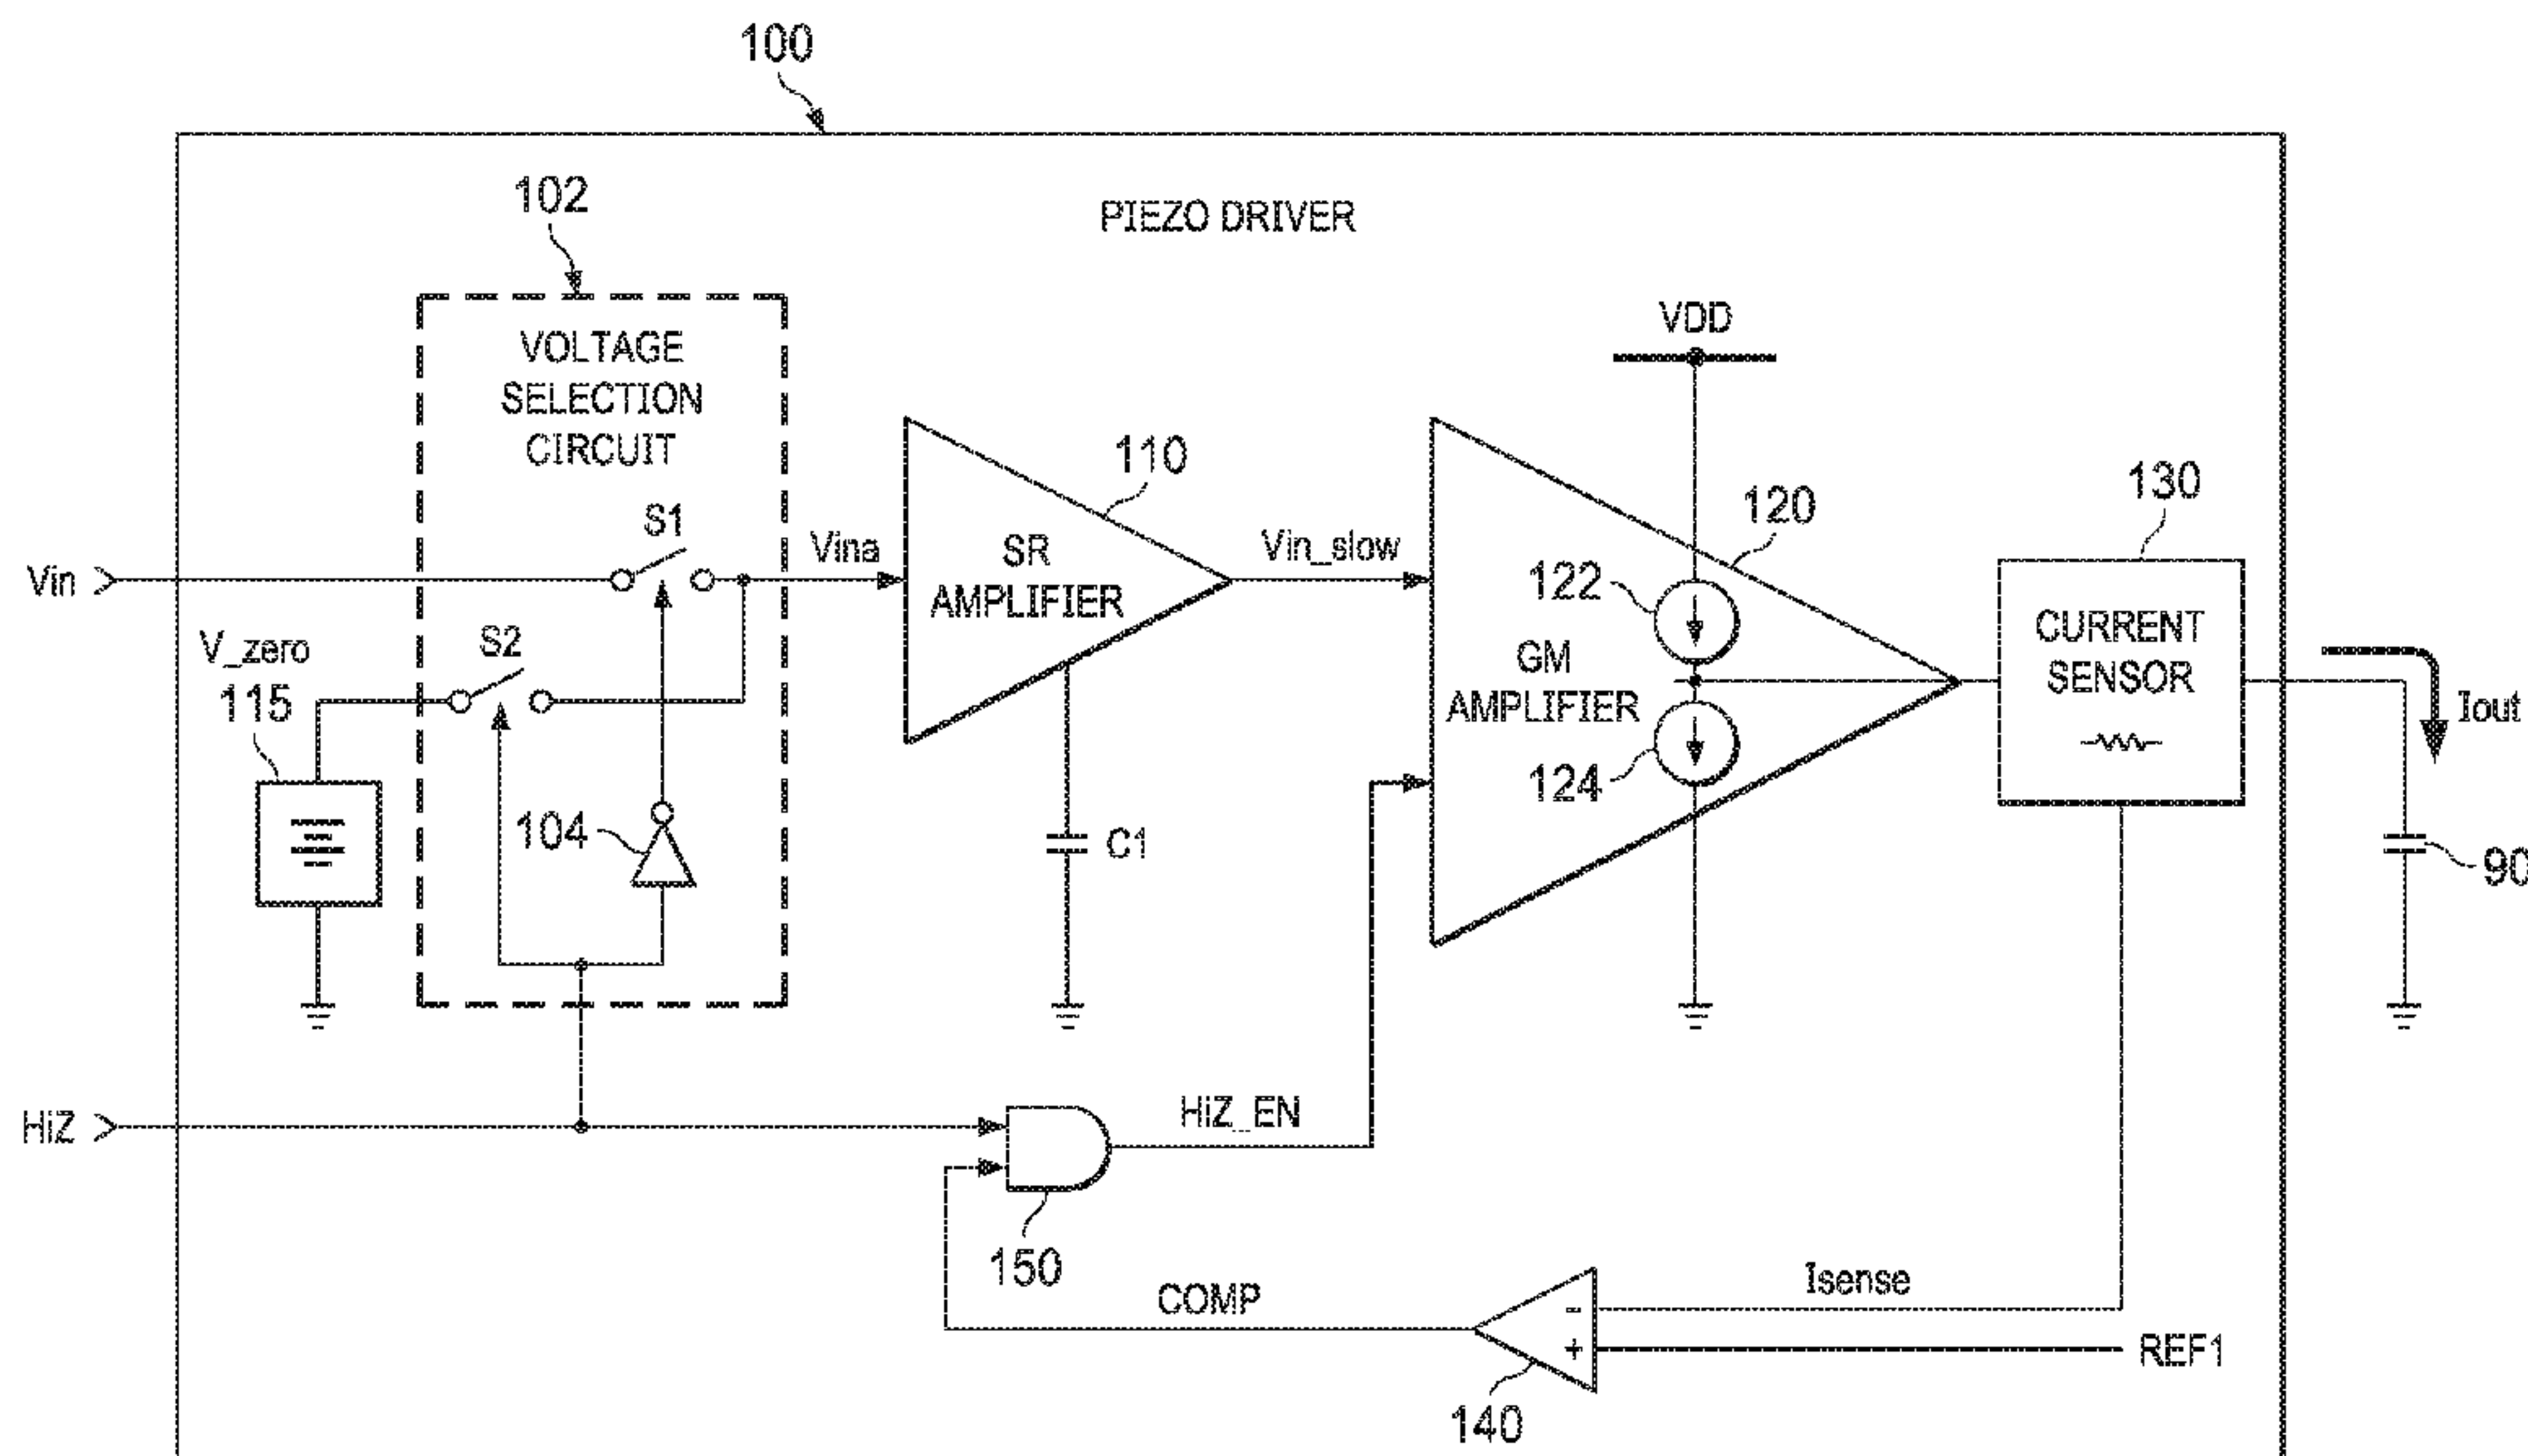 100
PIEZO DRIVER
102
VOLTAGE
SELECTION
CIRCUIT
VDD
110
120
130
S1
Vin
Vina
SR
AMPLIFIER
Vin_slow
122
GM
AMPLIFIER
124
CURRENT
SENSOR
Iout
V_zero
115
S2
104
C1
90
HiZ
HiZ_EN
150
COMP
Isense
-
+
REF1
140